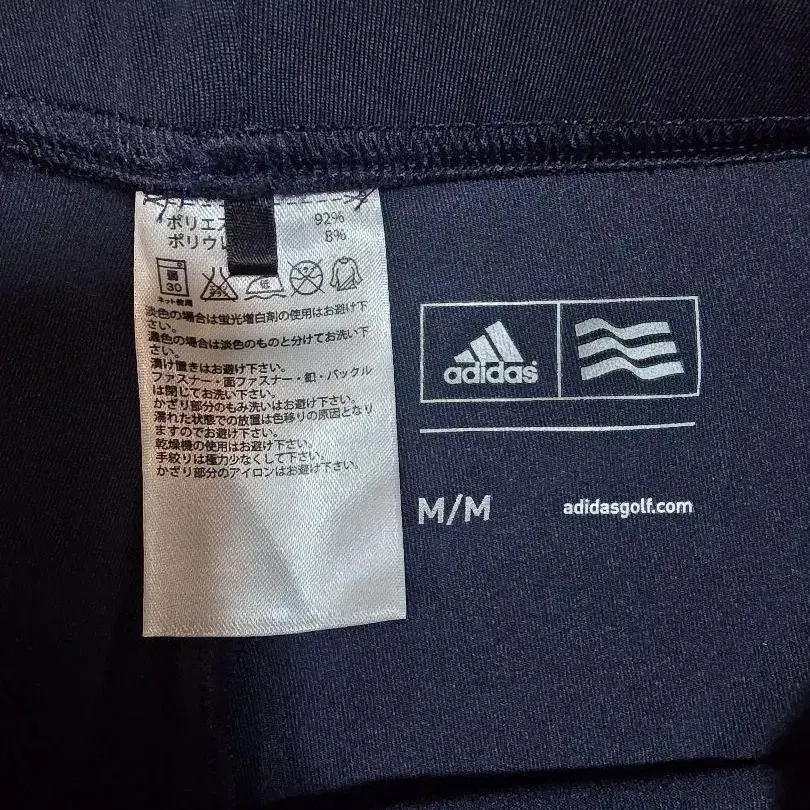 ポリエス 92%
ポリウレ 8%
30 低
ネット使用
淡色の場合は蛍光増白剤の使用はお避け下
さい。
濃色の場合は淡色のものと分けてお洗い下
さい。
漬け置きはお避け下さい。
ファスナー・面ファスナー・釦・バックル
は閉じてお洗い下さい。
かざり部分のもみ洗いはお避け下さい。
濡れた状態での放置は色移りの原因となり
ますのでお避け下さい。
乾燥機の使用はお避け下さい。
手絞りは極力少なくして下さい。
かざり部分のアイロンはお避け下さい。
adidas
M/M adidasgolf.com